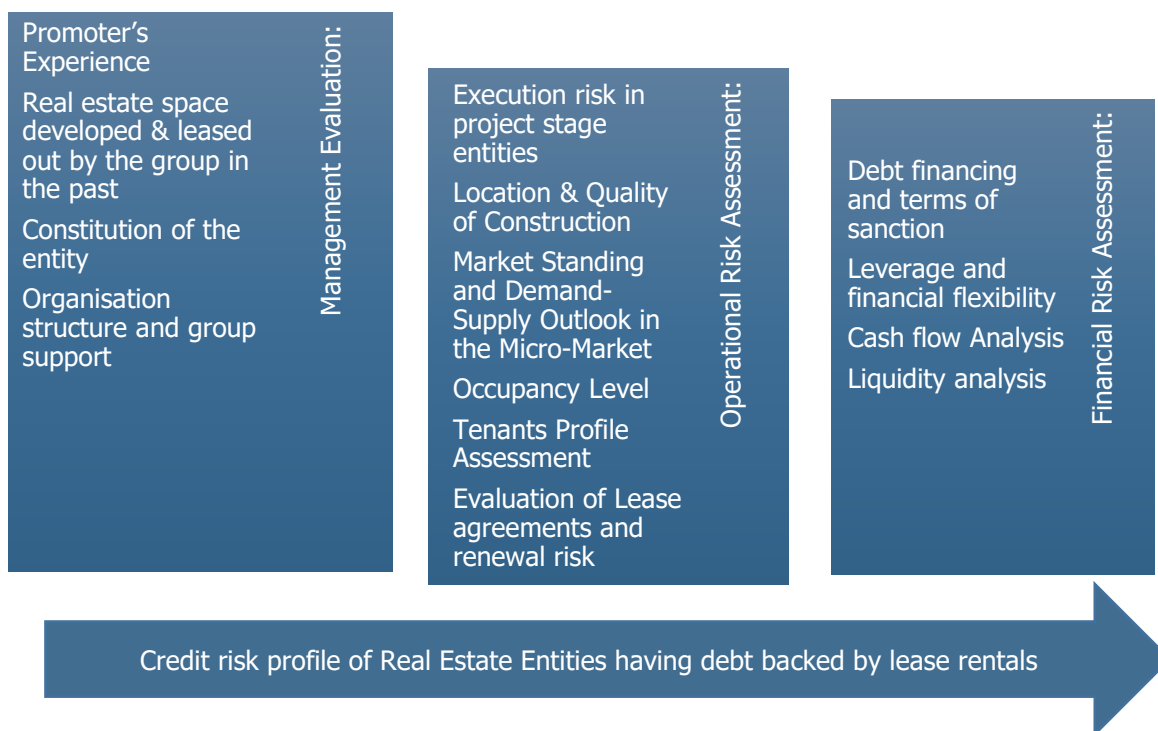 Promoter's
Experience
Real estate space
developed & leased
out by the group in
the past
Constitution of the
entity
Organisation
structure and group
support
Management Evaluation:
Execution risk in
project stage
entities
Location & Quality
of Construction
Market Standing
and Demand-
Supply Outlook in
the Micro-Market
Occupancy Level
Tenants Profile
Assessment
Evaluation of Lease
agreements and
renewal risk
Operational Risk Assessment:
Debt financing
and terms of
sanction
Leverage and
financial flexibility
Cash flow Analysis
Liquidity analysis
Financial Risk Assessment:
Credit risk profile of Real Estate Entities having debt backed by lease rentals